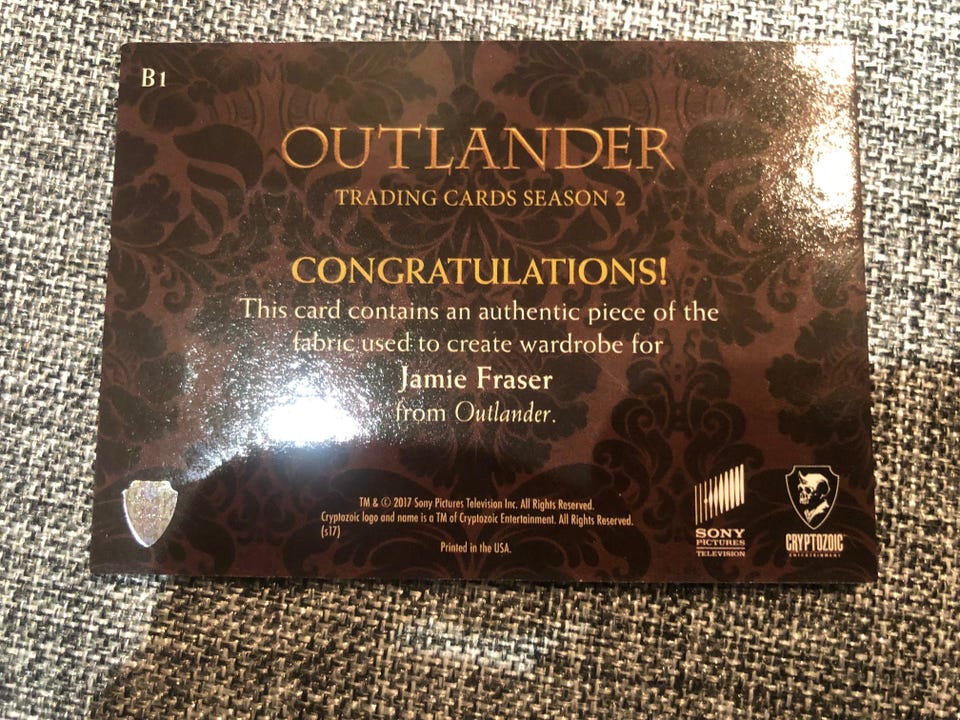 B1
OUTLANDER
TRADING CARDS SEASON 2
CONGRATULATIONS!
This card contains an authentic piece of the
fabric used to create wardrobe for
Jamie Fraser
from Outlander.
TM & © 2017 Sony Pictures Television Inc. All Rights Reserved.
Cryptozoic logo and name is a TM of Cryptozoic Entertainment. All Rights Reserved.
(s17)
Printed in the USA.
SONY
PICTURES
TELEVISION
CRYPTOZOIC
ENTERTAINMENT